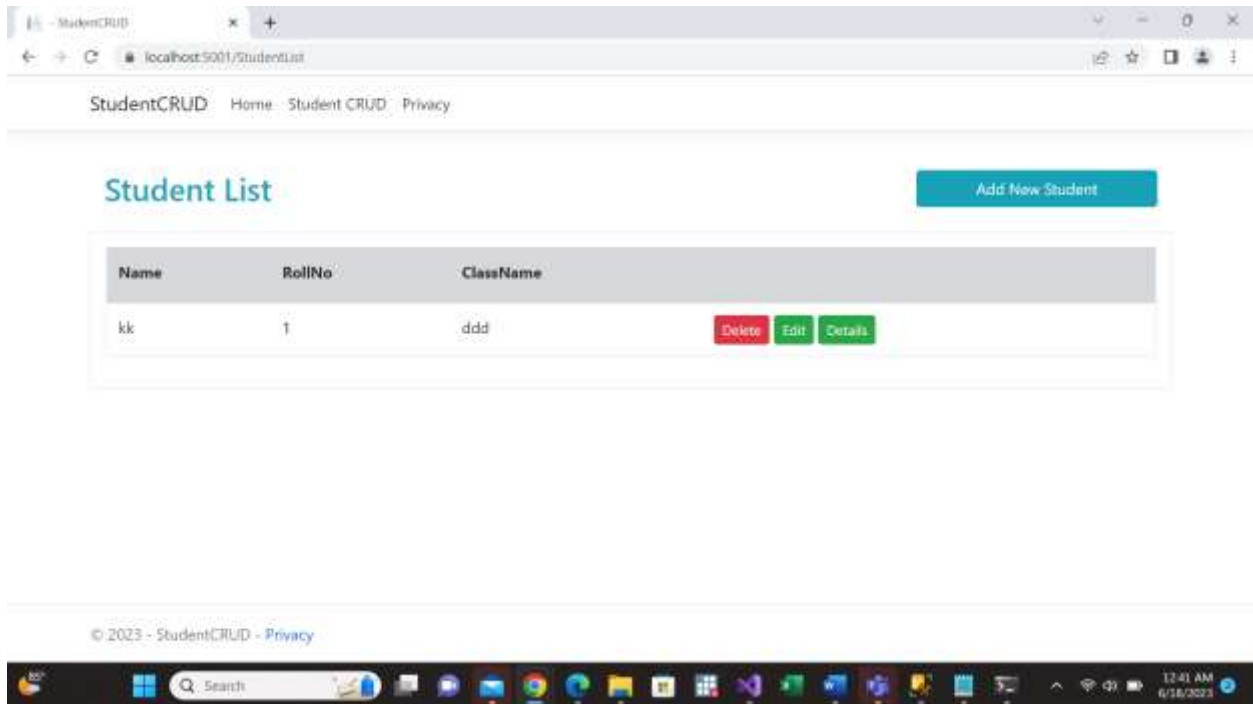 - StudentCRUD
localhost:5001/StudentList
StudentCRUD Home Student CRUD Privacy
Student List
Add New Student
Name RollNo ClassName
kk 1 ddd Delete Edit Details
© 2023 - StudentCRUD - Privacy
Search
12:41 AM
6/18/2023